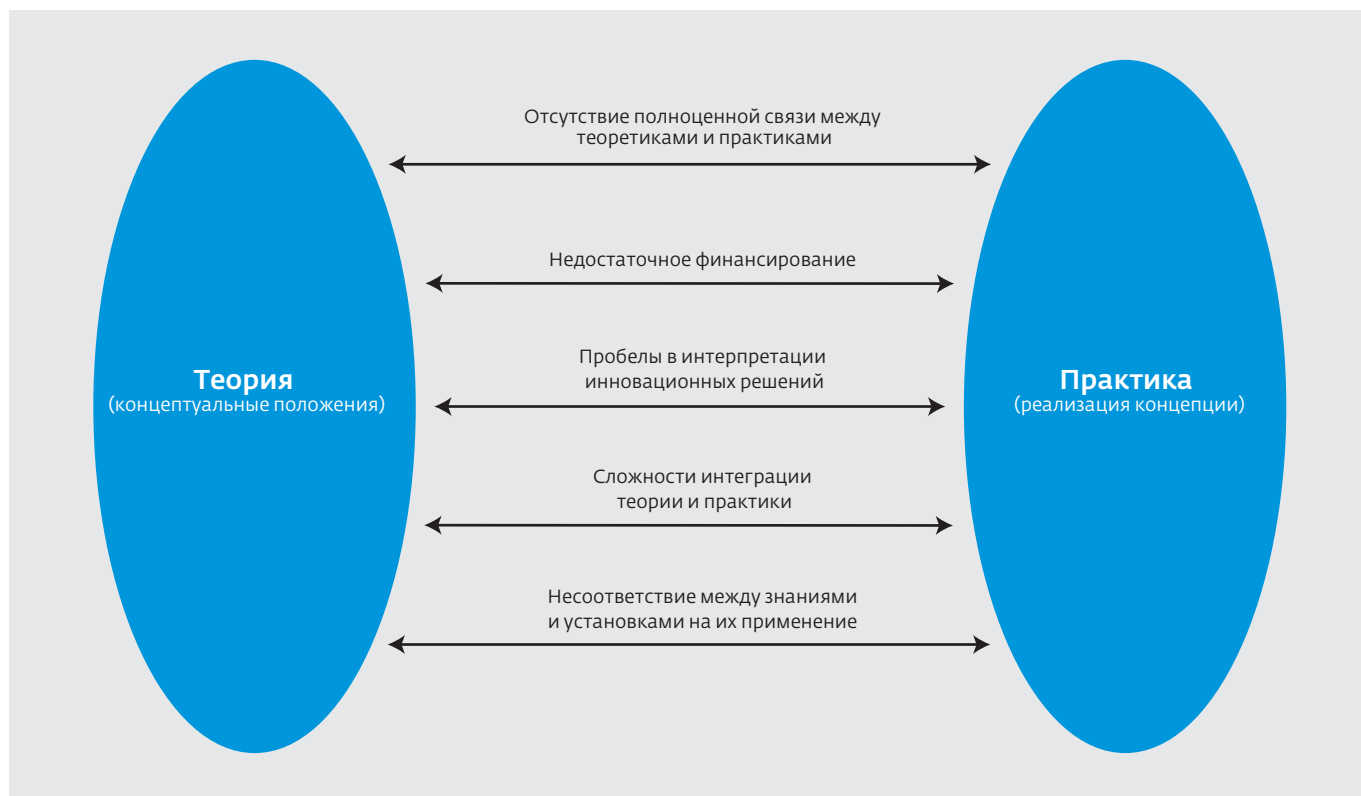 Отсутствие полноценной связи между
теоретиками и практиками
Недостаточное финансирование
Пробелы в интерпретации
инновационных решений
Теория
(концептуальные положения)
Практика
(реализация концепции)
Сложности интеграции
теории и практики
Несоответствие между знаниями
и установками на их применение